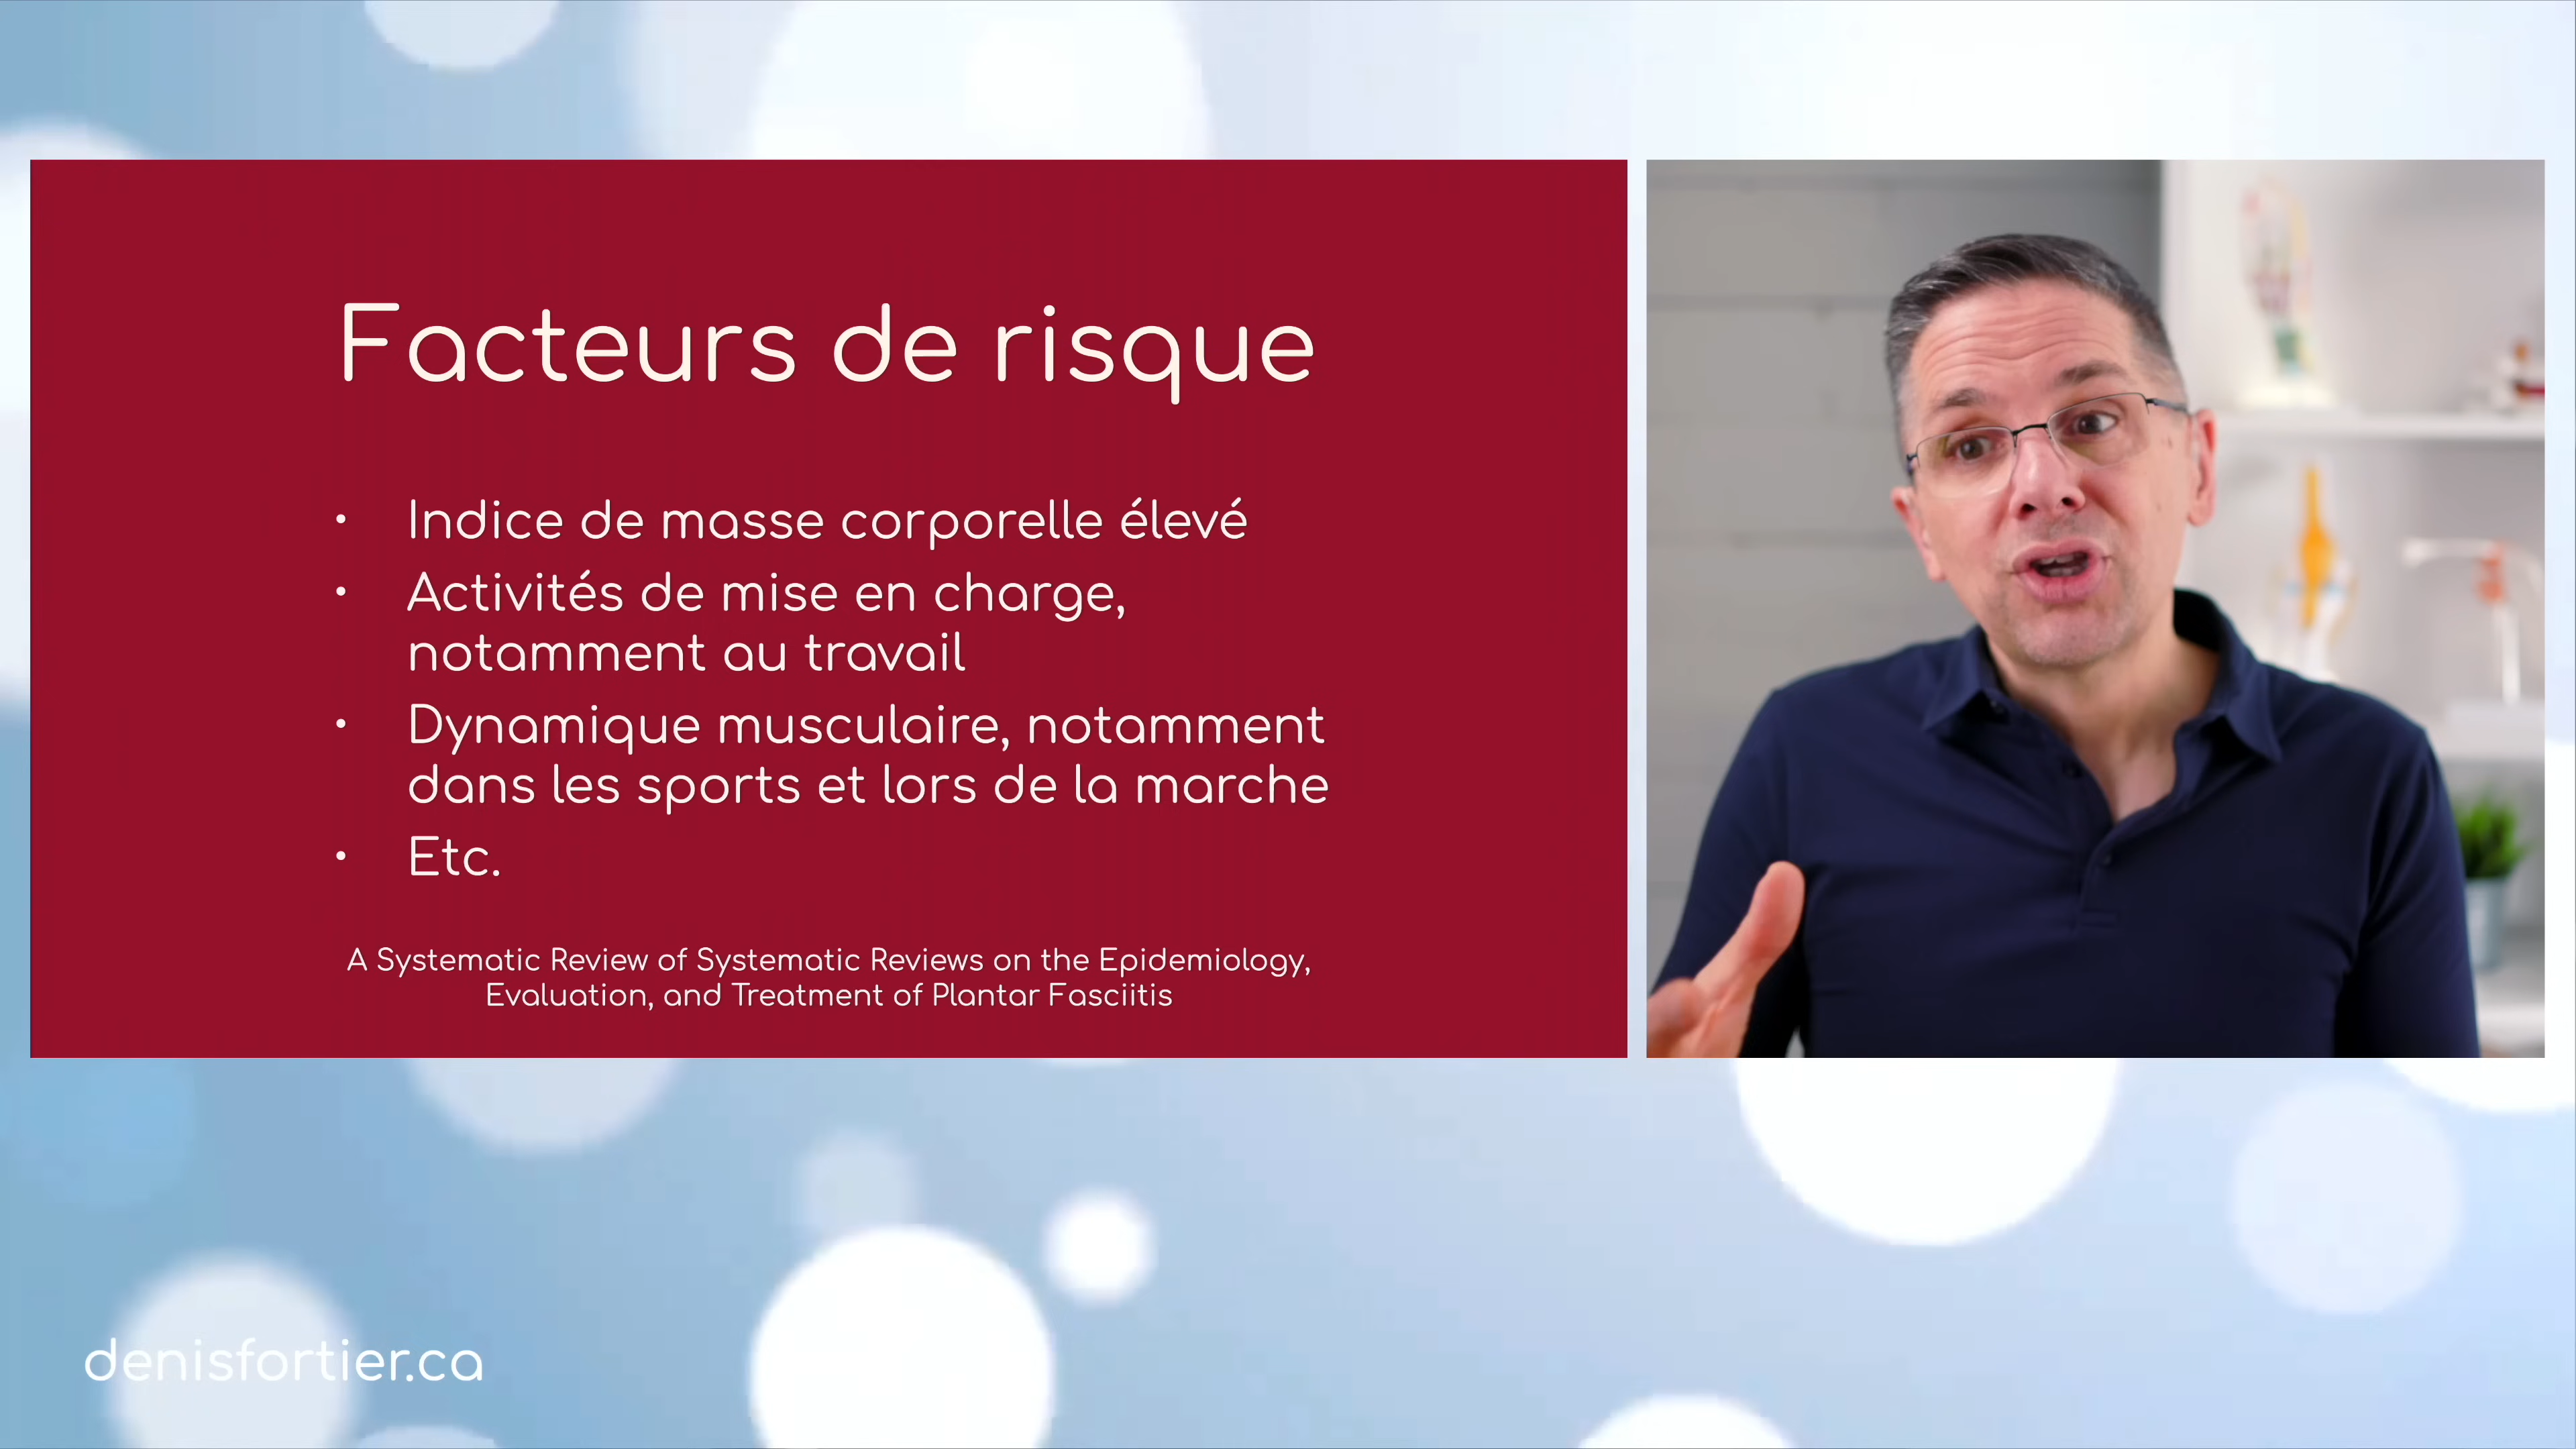 Facteurs de risque
• Indice de masse corporelle élevé
• Activités de mise en charge,
notamment au travail
• Dynamique musculaire, notamment
dans les sports et lors de la marche
• Etc.
A Systematic Review of Systematic Reviews on the Epidemiology,
Evaluation, and Treatment of Plantar Fasciitis
denisfortier.ca